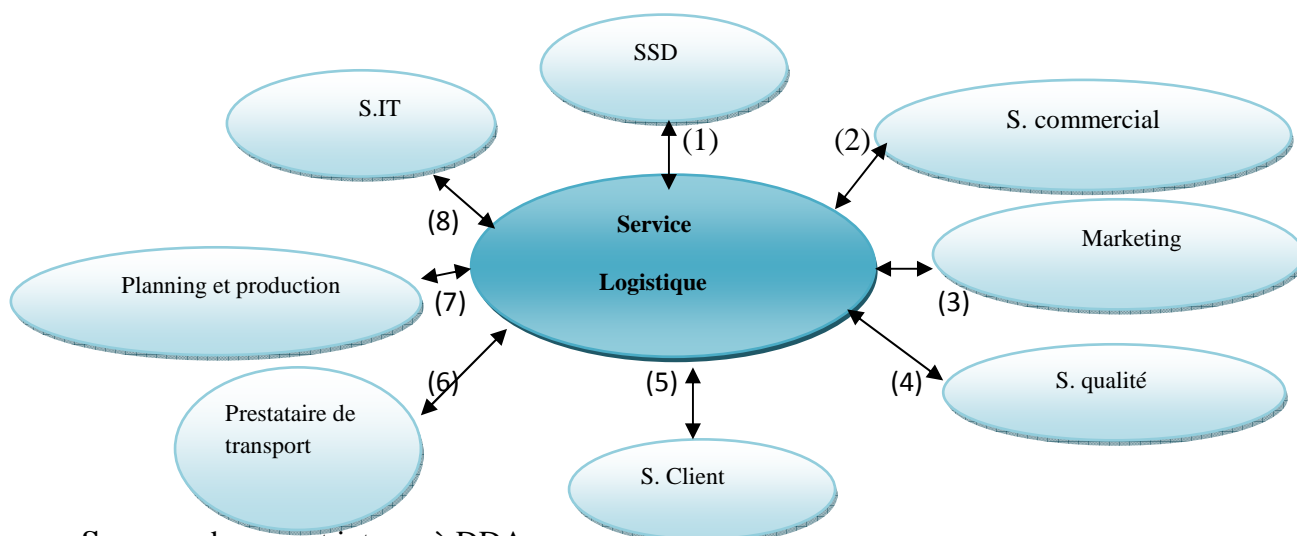 SSD
(1)
S.IT
(8)
S. commercial
(2)
Service
Logistique
Marketing
(3)
Planning et production
(7)
S. qualité
(4)
Prestataire de
transport
(6)
(5)
S. Client
à DDA